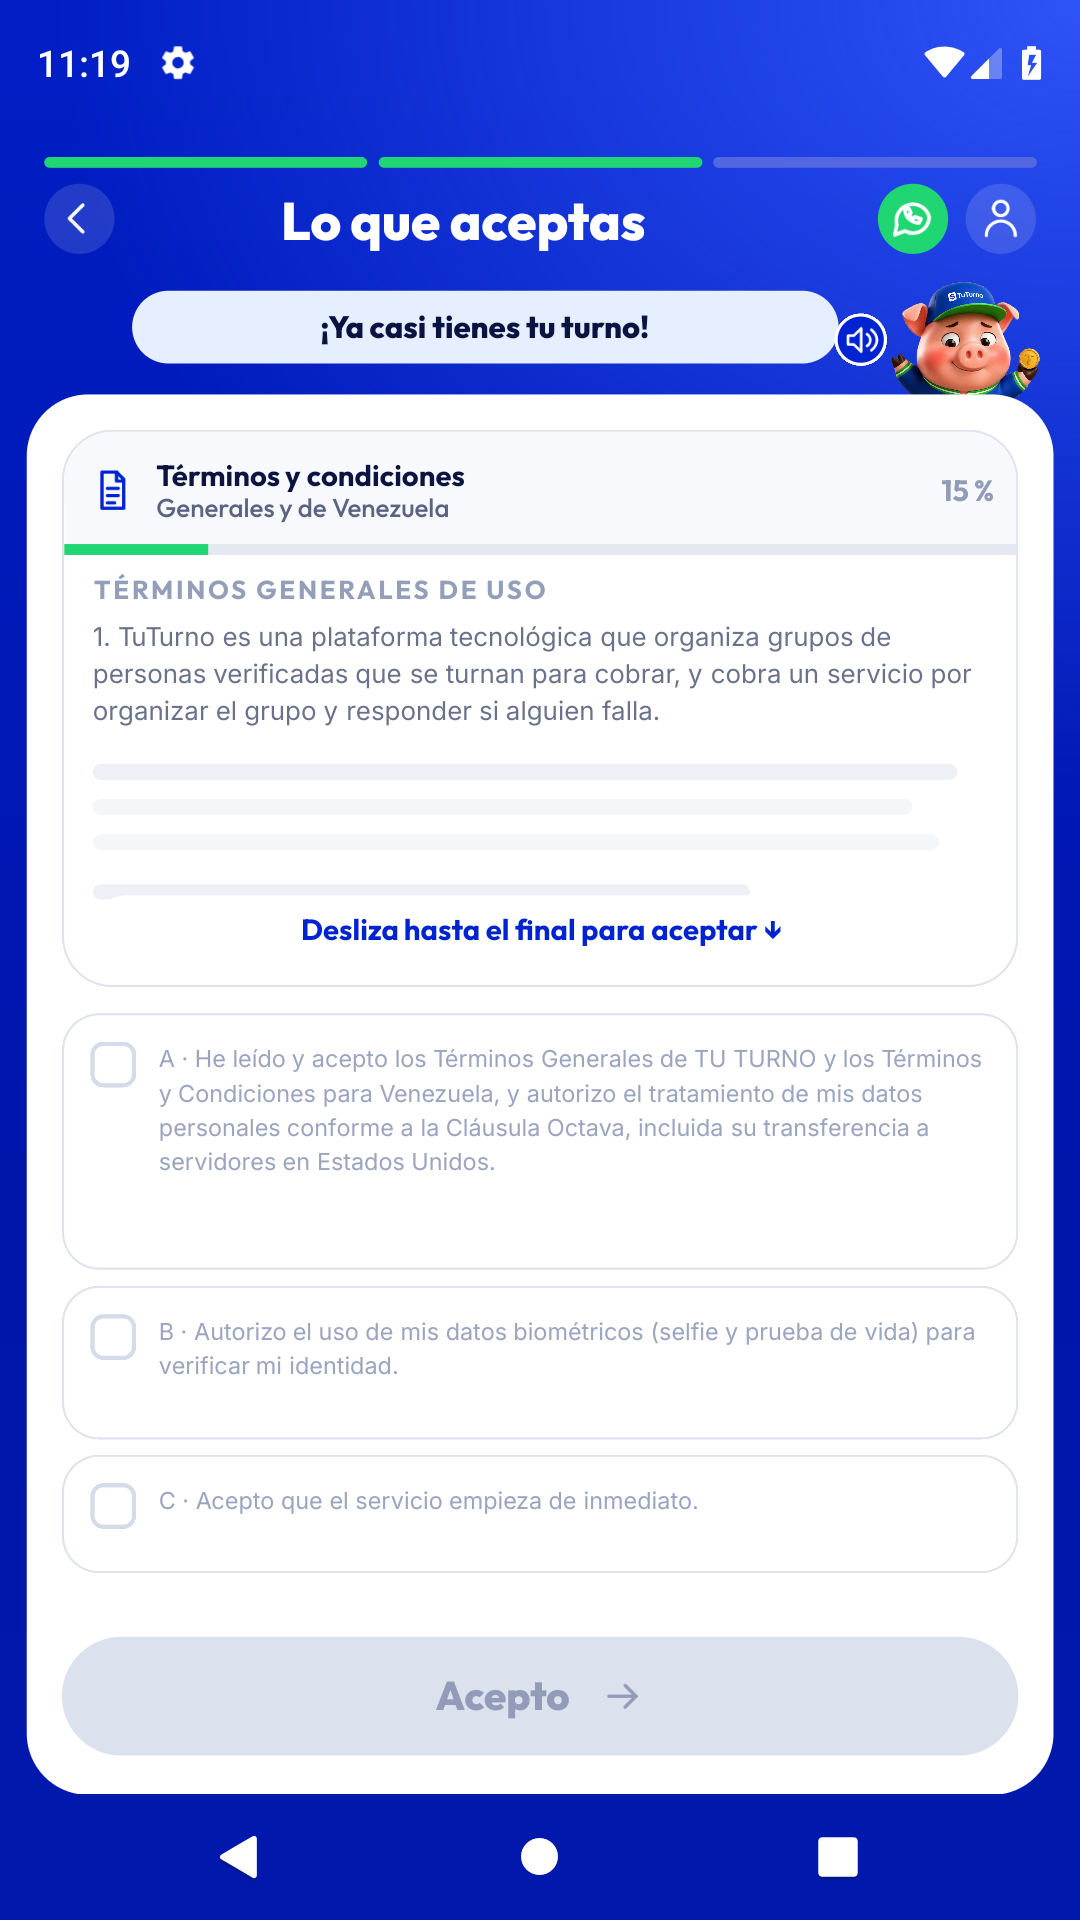 11:19
Lo que aceptas
¡Ya casi tienes tu turno!
TuTurno
Términos y condiciones
Generales y de Venezuela
15 %
TÉRMINOS GENERALES DE USO
1. TuTurno es una plataforma tecnológica que organiza grupos de
personas verificadas que se turnan para cobrar, y cobra un servicio por
organizar el grupo y responder si alguien falla.
Desliza hasta el final para aceptar ↓
A · He leído y acepto los Términos Generales de TU TURNO y los Términos
y Condiciones para Venezuela, y autorizo el tratamiento de mis datos
personales conforme a la Cláusula Octava, incluida su transferencia a
servidores en Estados Unidos.
B · Autorizo el uso de mis datos biométricos (selfie y prueba de vida) para
verificar mi identidad.
C · Acepto que el servicio empieza de inmediato.
Acepto →